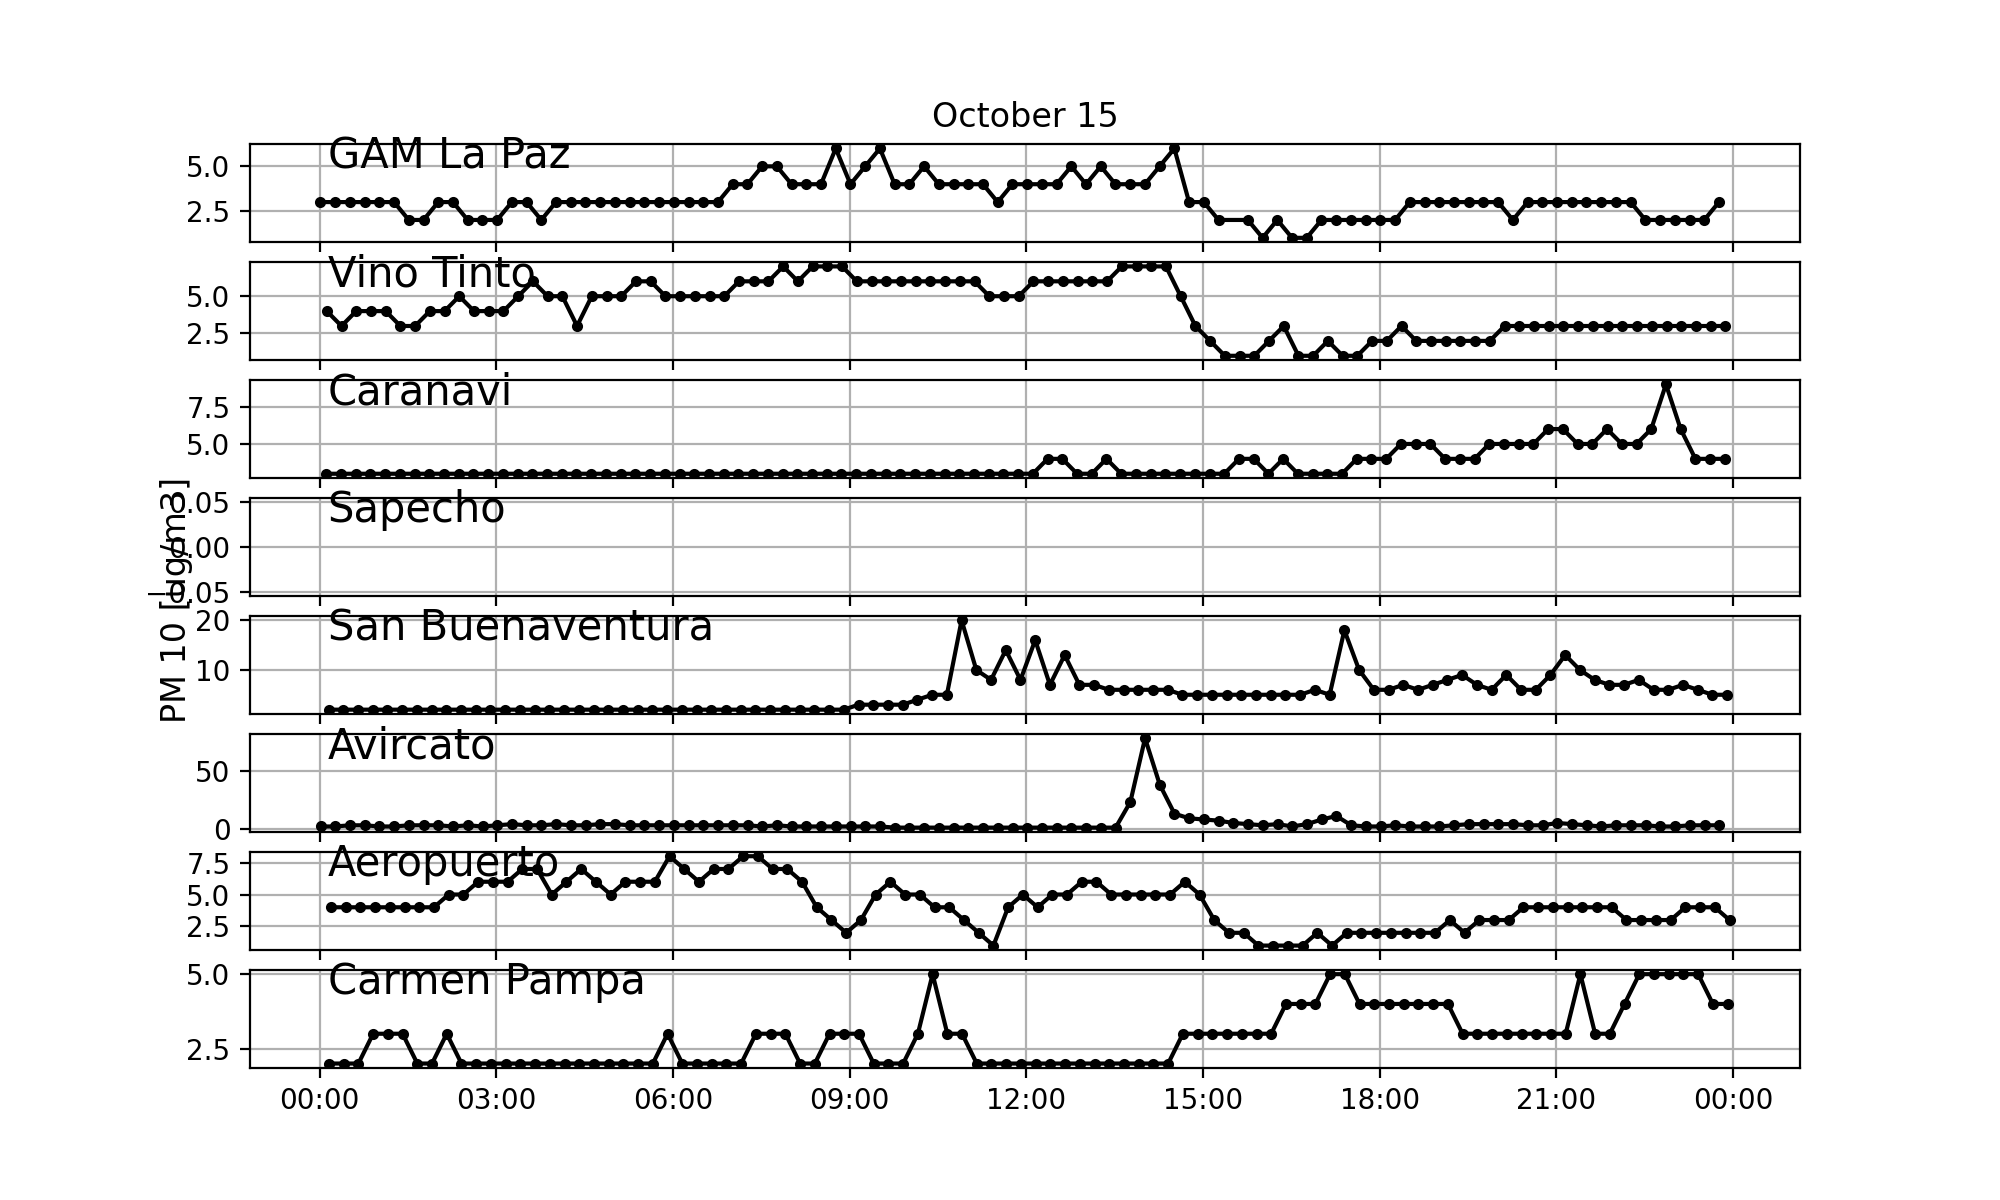 October 15
GAM La Paz
5.0
2.5
Vino Tinto
5.0
2.5
Caranavi
7.5
5.0
PM 10 [ug/m3]
Sapecho
0.05
0.00
−0.05
San Buenaventura
20
10
Avircato
50
0
Aeropuerto
7.5
5.0
2.5
Carmen Pampa
5.0
2.5
00:00 03:00 06:00 09:00 12:00 15:00 18:00 21:00 00:00